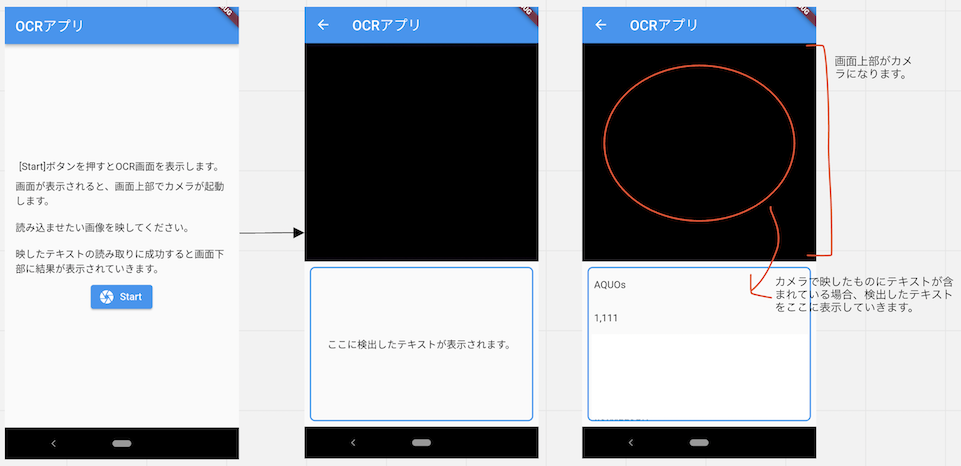 OCRアプリ
[Start]ボタンを押すとOCR画面を表示します。
画面が表示されると、画面上部でカメラが起動
します。
読み込ませたい画像を映してください。
映したテキストの読み取りに成功すると画面下
部に結果が表示されていきます。
Start
OCRアプリ
ここに検出したテキストが表示されます。
OCRアプリ
画面上部がカメ
ラになります。
AQUOs
1,111
カメラで映したものにテキストが含
まれている場合、検出したテキスト
をここに表示していきます。